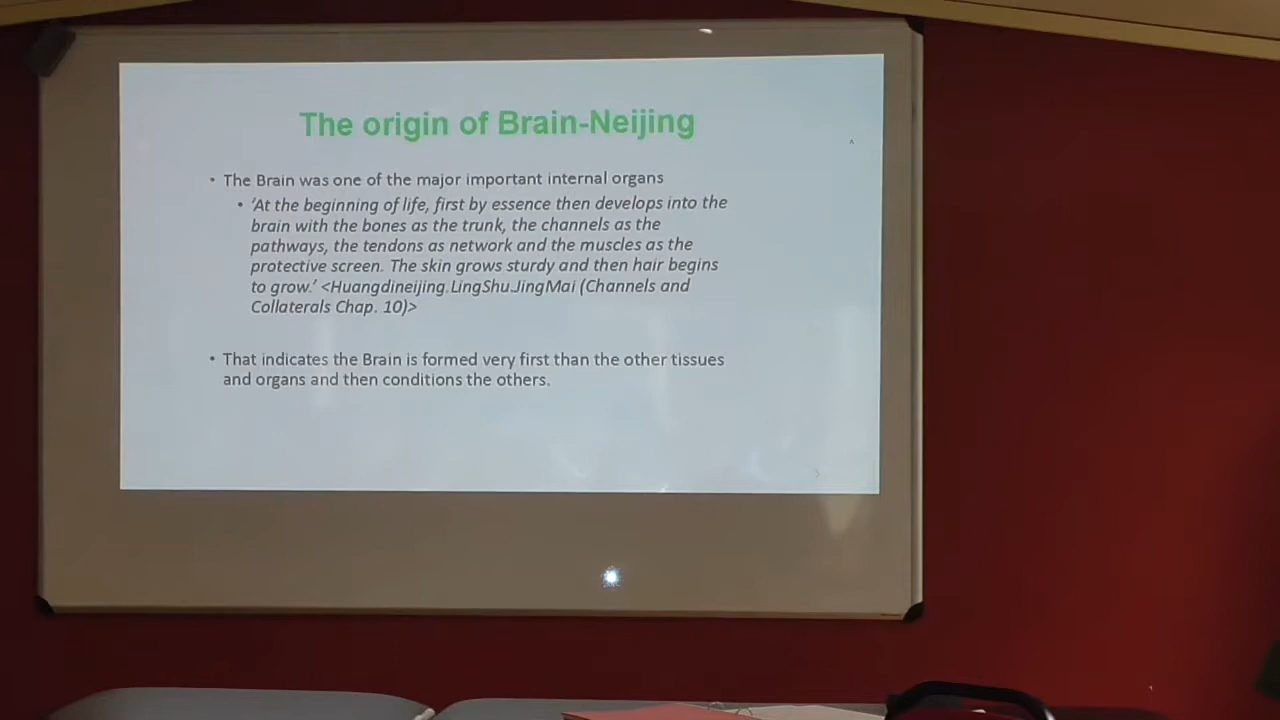 The origin of Brain-Neijing
• The Brain was one of the major important internal organs
• 'At the beginning of life, first by essence then develops into the
brain with the bones as the trunk, the channels as the
pathways, the tendons as network and the muscles as the
protective screen. The skin grows sturdy and then hair begins
to grow.' <Huangdineijing.LingShu.JingMai (Channels and
Collaterals Chap. 10)>
• That indicates the Brain is formed very first than the other tissues
and organs and then conditions the others.